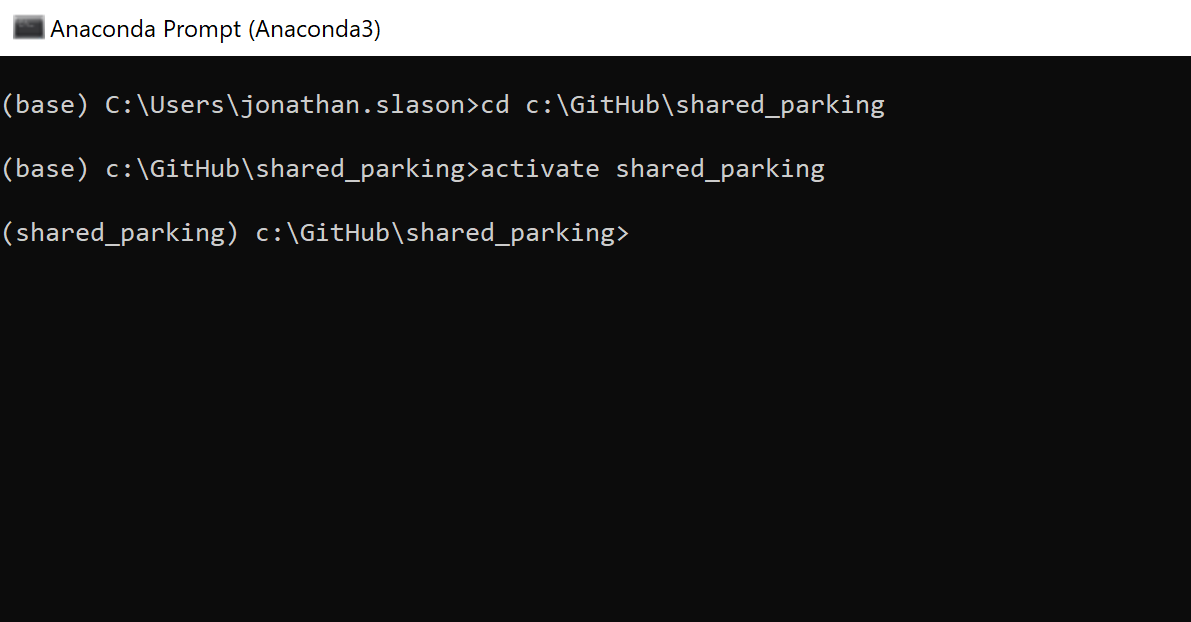 Anaconda Prompt (Anaconda3)
(base) C:\Users\jonathan.slason>cd c:\GitHub\shared_parking
(base) c:\GitHub\shared_parking>activate shared_parking
(shared_parking) c:\GitHub\shared_parking>